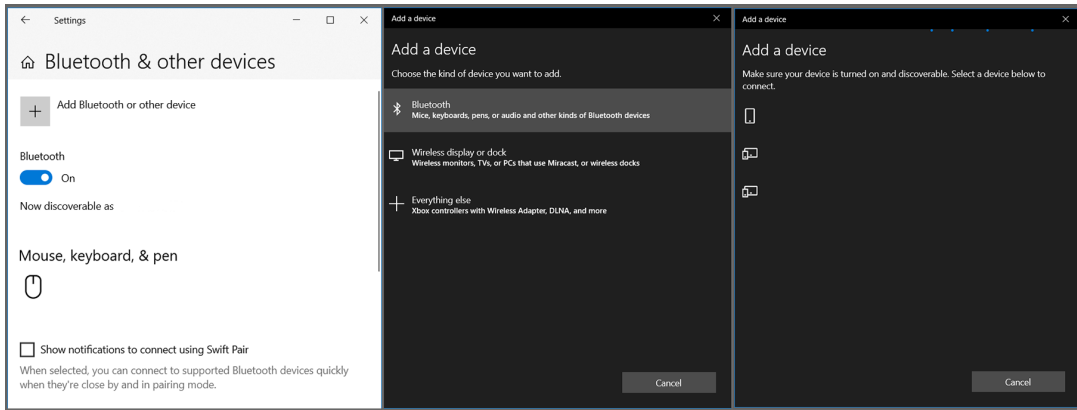 Settings
Bluetooth & other devices
Add Bluetooth or other device
Bluetooth
On
Now discoverable as
Mouse, keyboard, & pen
Show notifications to connect using Swift Pair
When selected, you can connect to supported Bluetooth devices quickly
when they're close by and in pairing mode.
Add a device
Add a device
Choose the kind of device you want to add.
Bluetooth
Mice, keyboards, pens, or audio and other kinds of Bluetooth devices
Wireless display or dock
Wireless monitors, TVs, or PCs that use Miracast, or wireless docks
Everything else
Xbox controllers with Wireless Adapter, DLNA, and more
Cancel
Add a device
Add a device
Make sure your device is turned on and discoverable. Select a device below to
connect.
Cancel